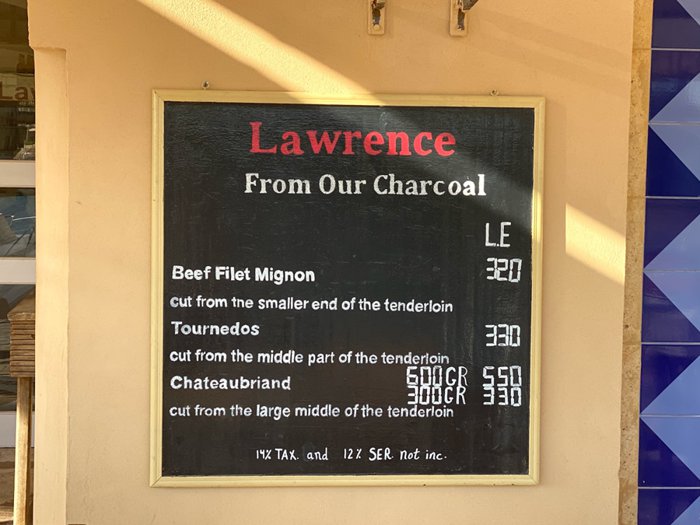 Lawrence
From Our Charcoal
L.E
Beef Filet Mignon 320
cut from the smaller end of the tenderloin
Tournedos 330
cut from the middle part of the tenderloin
Chateaubriand 600GR 550
300GR 330
cut from the large middle of the tenderloin
14% TAX. and 12% SER. not inc.